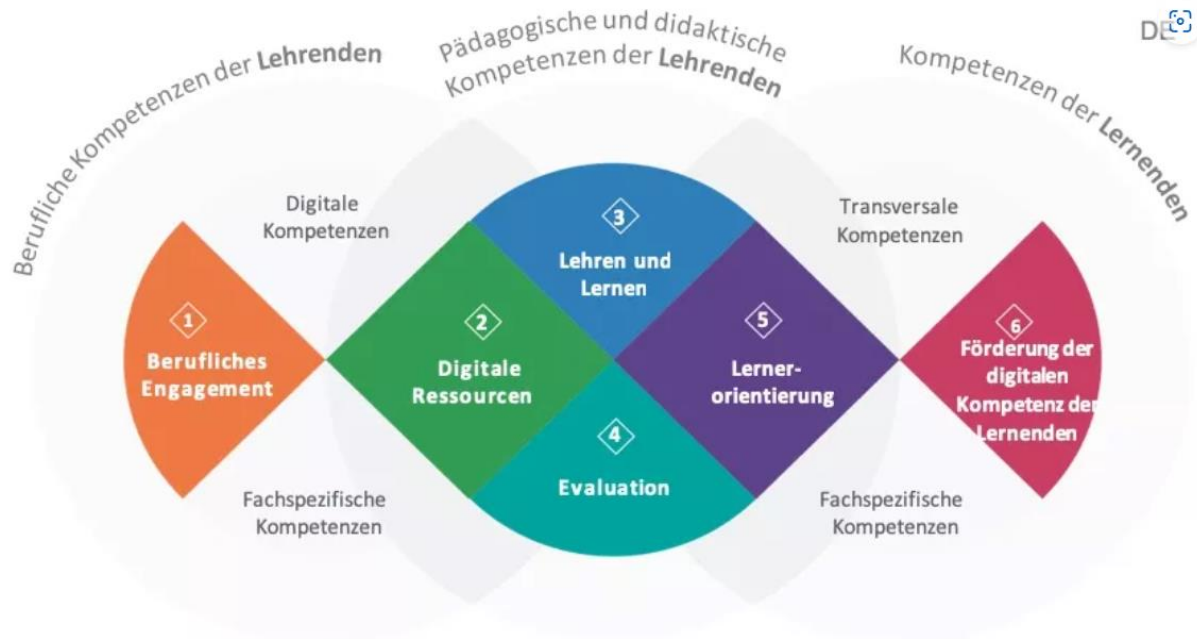 Berufliche Kompetenzen der Lehrenden
Pädagogische und didaktische
Kompetenzen der Lehrenden
Kompetenzen der Lernenden
DE
Digitale
Kompetenzen
Transversale
Kompetenzen
1
Berufliches
Engagement
2
Digitale
Ressourcen
3
Lehren und
Lernen
4
Evaluation
5
Lerner-
orientierung
6
Förderung der
digitalen
Kompetenz der
Lernenden
Fachspezifische
Kompetenzen
Fachspezifische
Kompetenzen